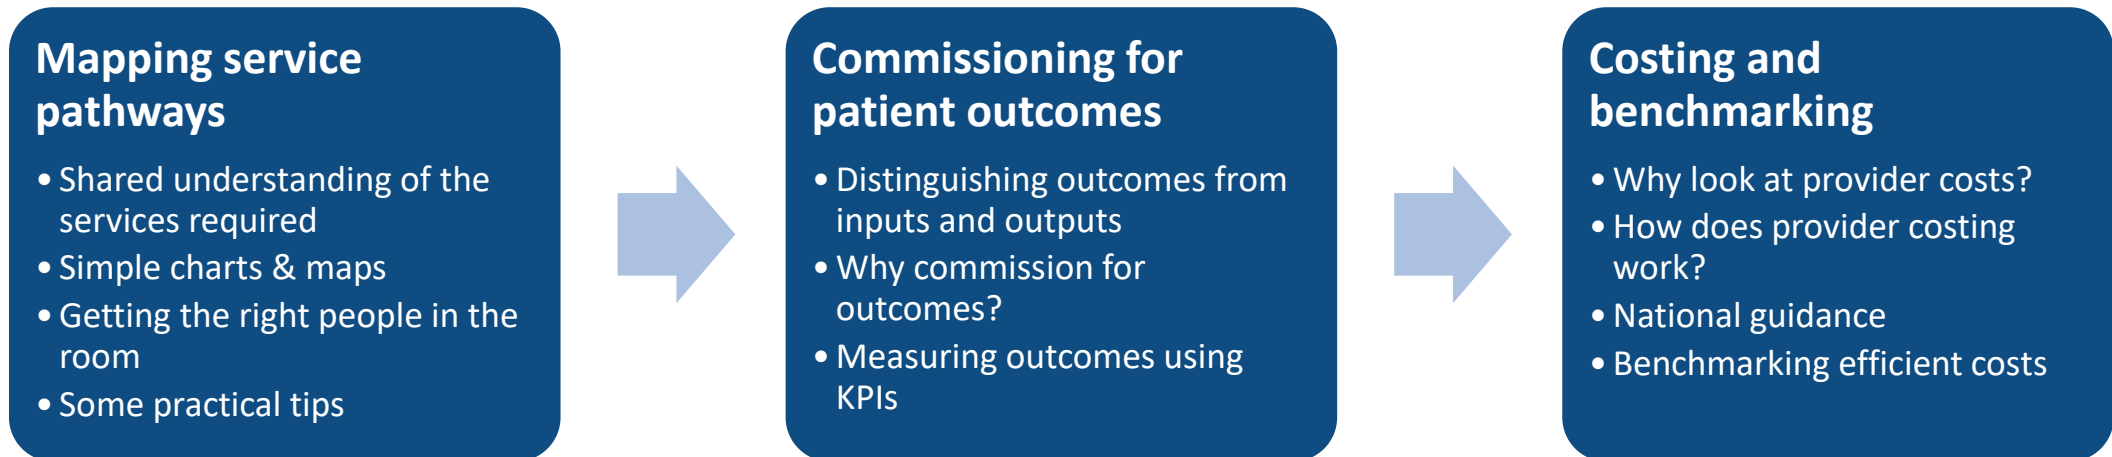 Mapping service
pathways
• Shared understanding of the
services required
• Simple charts & maps
• Getting the right people in the
room
• Some practical tips
Commissioning for
patient outcomes
• Distinguishing outcomes from
inputs and outputs
• Why commission for
outcomes?
• Measuring outcomes using
KPIs
Costing and
benchmarking
• Why look at provider costs?
• How does provider costing
work?
• National guidance
• Benchmarking efficient costs